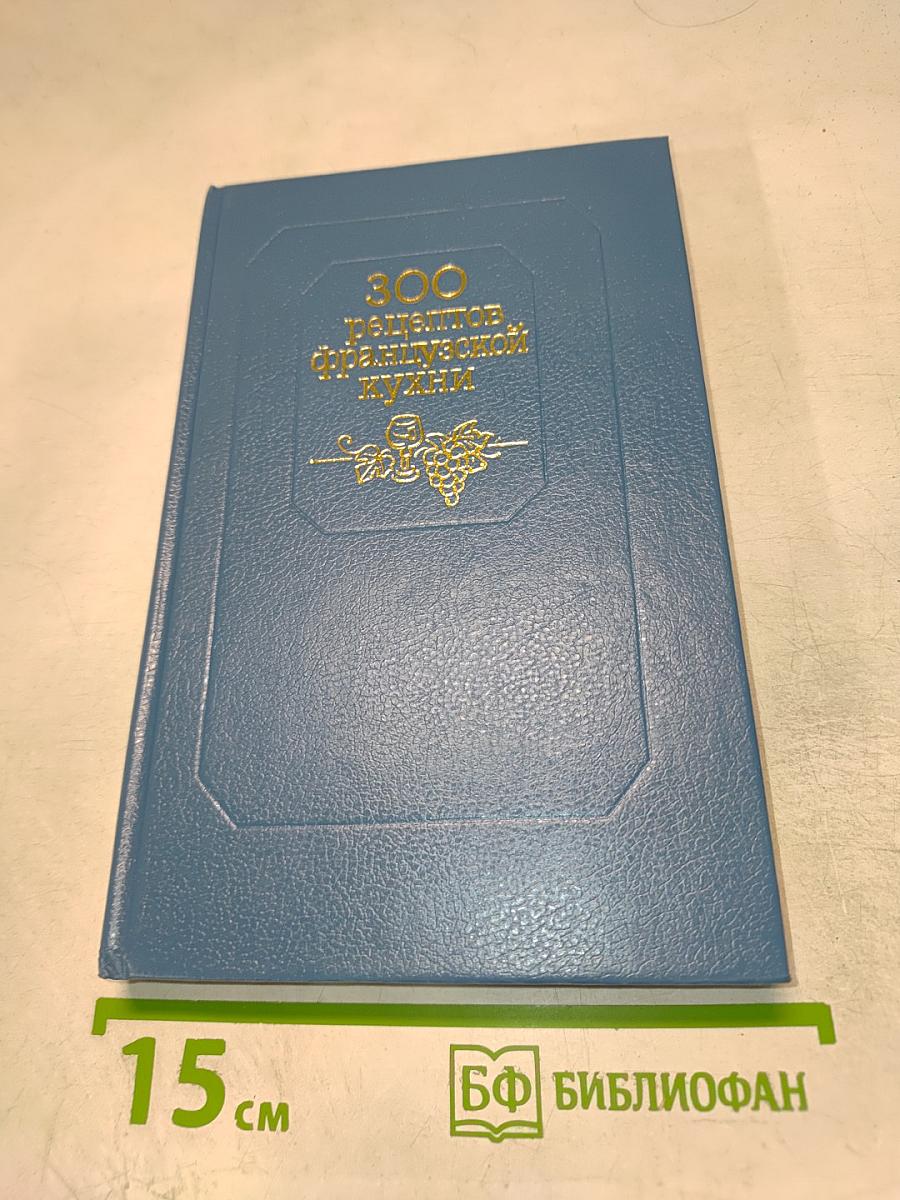 300
рецептов
французской
кухни
15 см
БФ БИБЛИОФАН